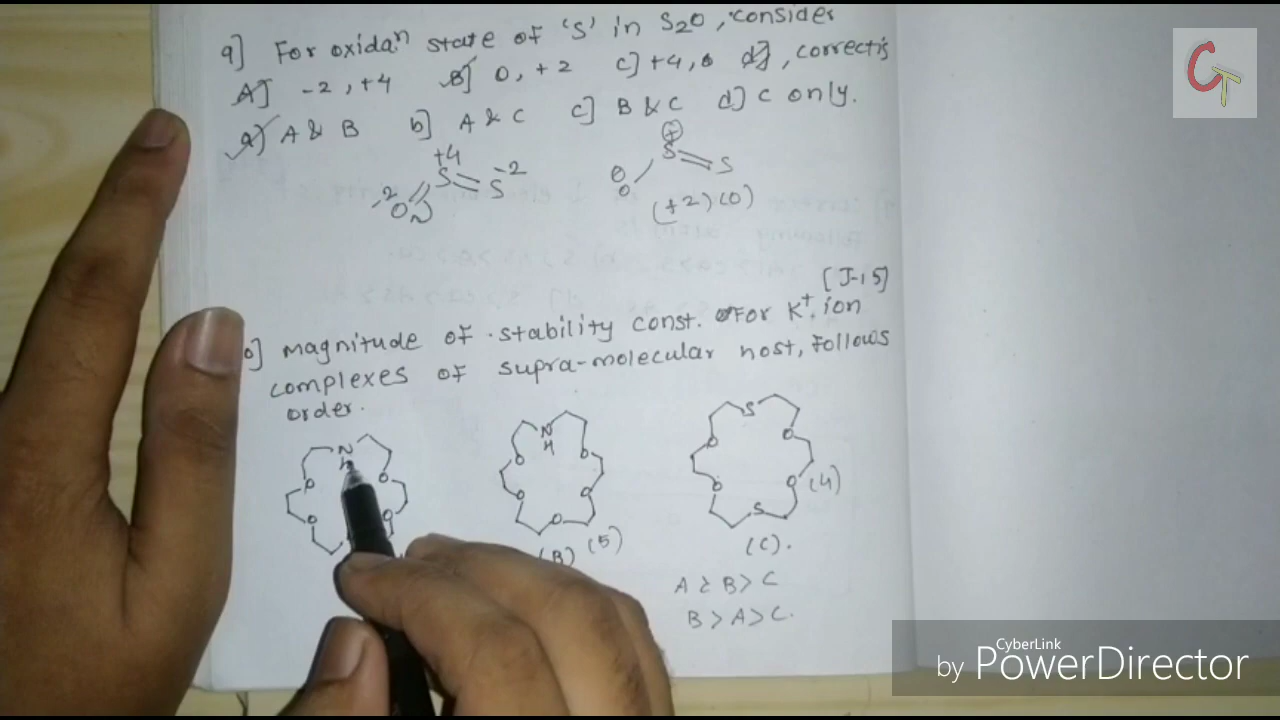 9] For oxidan state of 'S' in S2O, consider
A] -2, +4 B] 0, +2 c] +4, 0 d], correct is
a) A & B b] A & C c] B & C d] C only.
+4
S = S -2
-2 O
+
S = S
O
(+2) (0)
[J-15]
0] magnitude of stability const. For K+ ion
complexes of supra-molecular host, follows
order.
N N S
H H
O O O O O O
O O O O O O (4)
O S
(B) (5) (C).
A > B > C
B > A > C.
CT
CyberLink
by PowerDirector